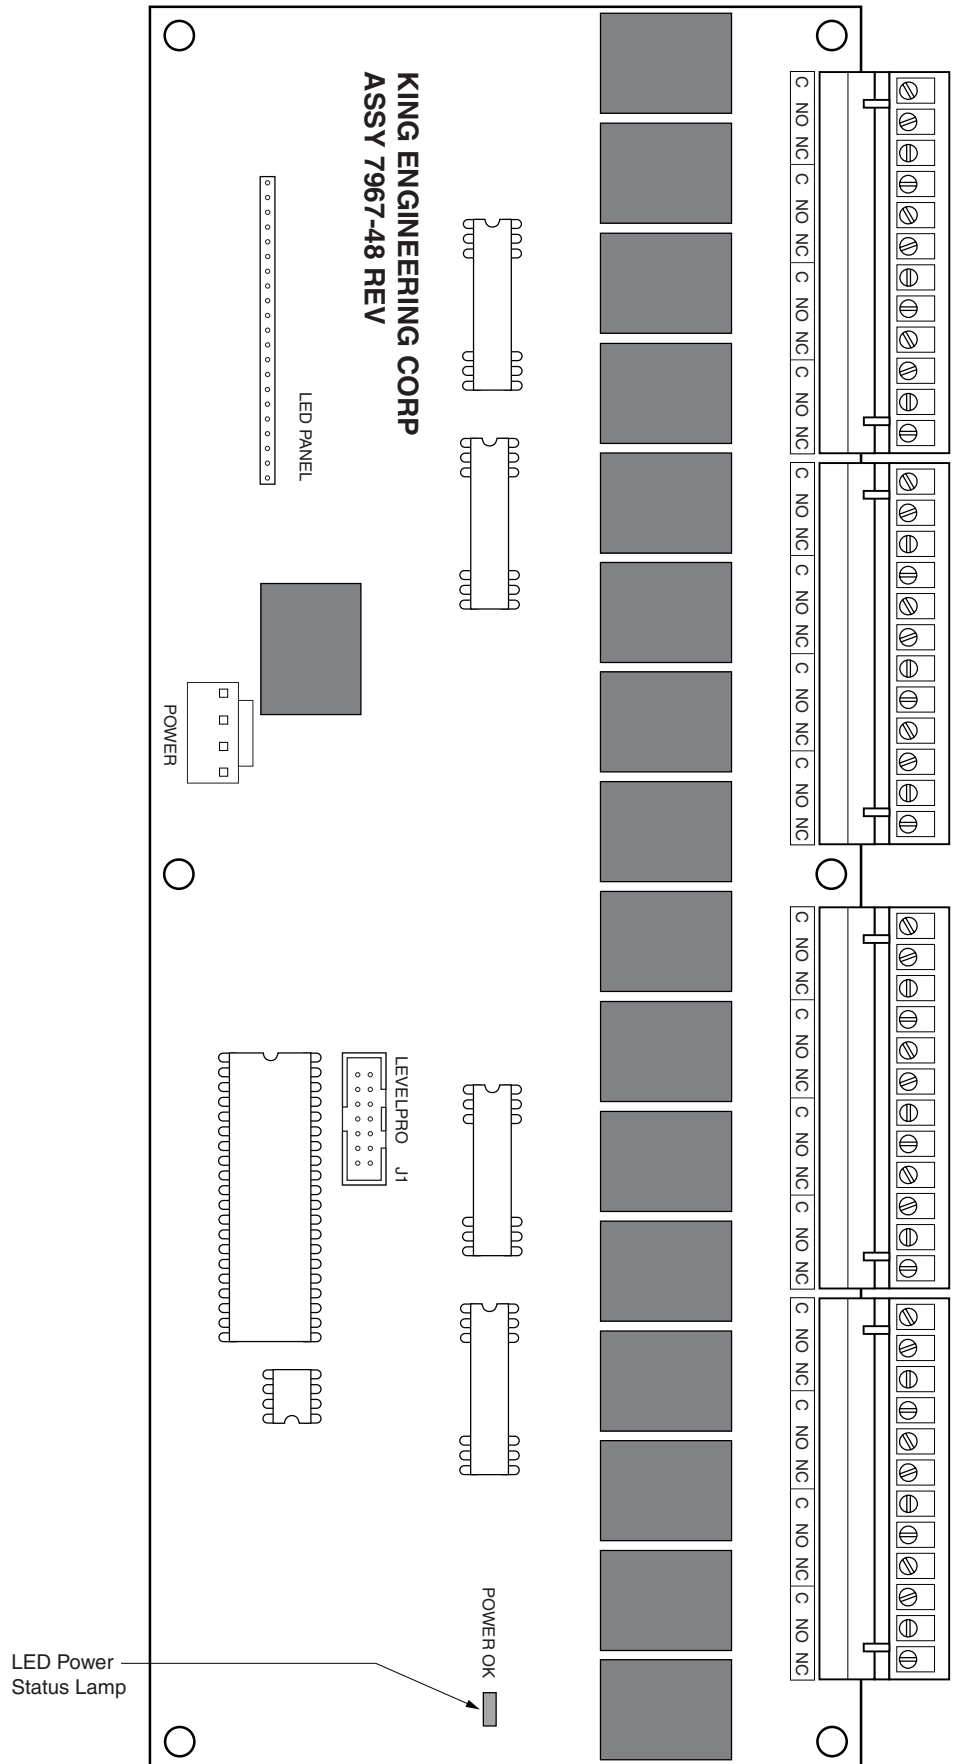 KING ENGINEERING CORP
ASSY 7967-48 REV
LED PANEL
POWER
LEVELPRO J1
POWER OK
LED Power
Status Lamp
C NO NC C NO NC C NO NC C NO NC
C NO NC C NO NC C NO NC C NO NC
C NO NC C NO NC C NO NC C NO NC
C NO NC C NO NC C NO NC C NO NC